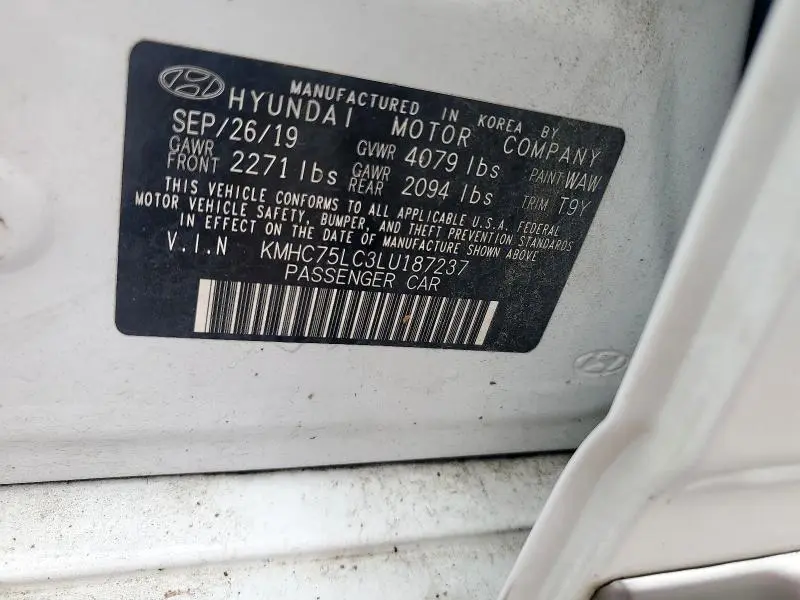 MANUFACTURED IN KOREA BY
HYUNDAI MOTOR COMPANY
SEP/26/19 GVWR 4079 lbs PAINT WAW
GAWR FRONT 2271 lbs GAWR REAR 2094 lbs TRIM T9Y
THIS VEHICLE CONFORMS TO ALL APPLICABLE U.S.A. FEDERAL
MOTOR VEHICLE SAFETY, BUMPER, AND THEFT PREVENTION STANDARDS
IN EFFECT ON THE DATE OF MANUFACTURE SHOWN ABOVE
V.I.N KMHC75LC3LU187237
PASSENGER CAR